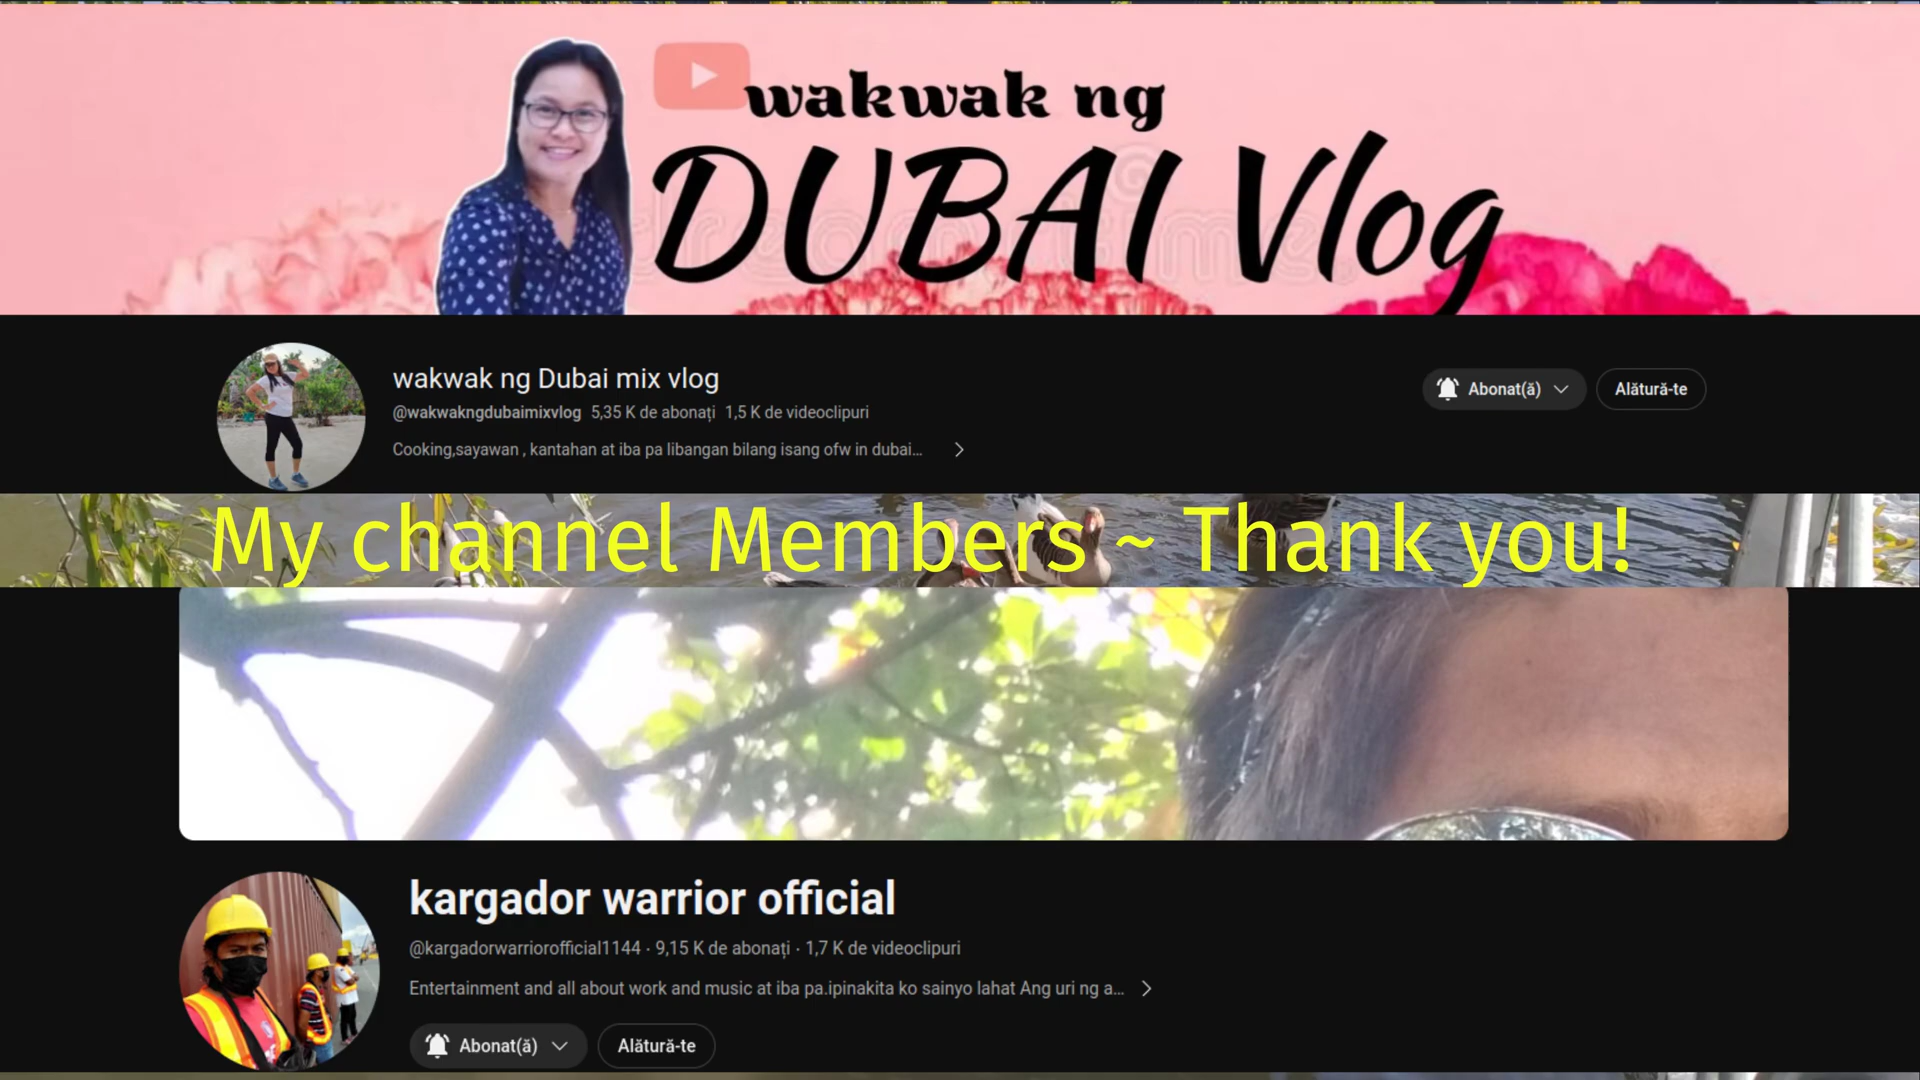 wakwak ng
DUBAI Vlog
wakwak ng Dubai mix vlog
@wakwakngdubaimixvlog 5,35 K de abonați 1,5 K de videoclipuri
Cooking,sayawan , kantahan at iba pa libangan bilang isang ofw in dubai...
Abonat(ă)
Alătură-te
My channel Members ~ Thank you!
kargador warrior official
@kargadorwarriorofficial1144 · 9,15 K de abonați · 1,7 K de videoclipuri
Entertainment and all about work and music at iba pa.ipinakita ko sainyo lahat Ang uri ng a...
Abonat(ă)
Alătură-te